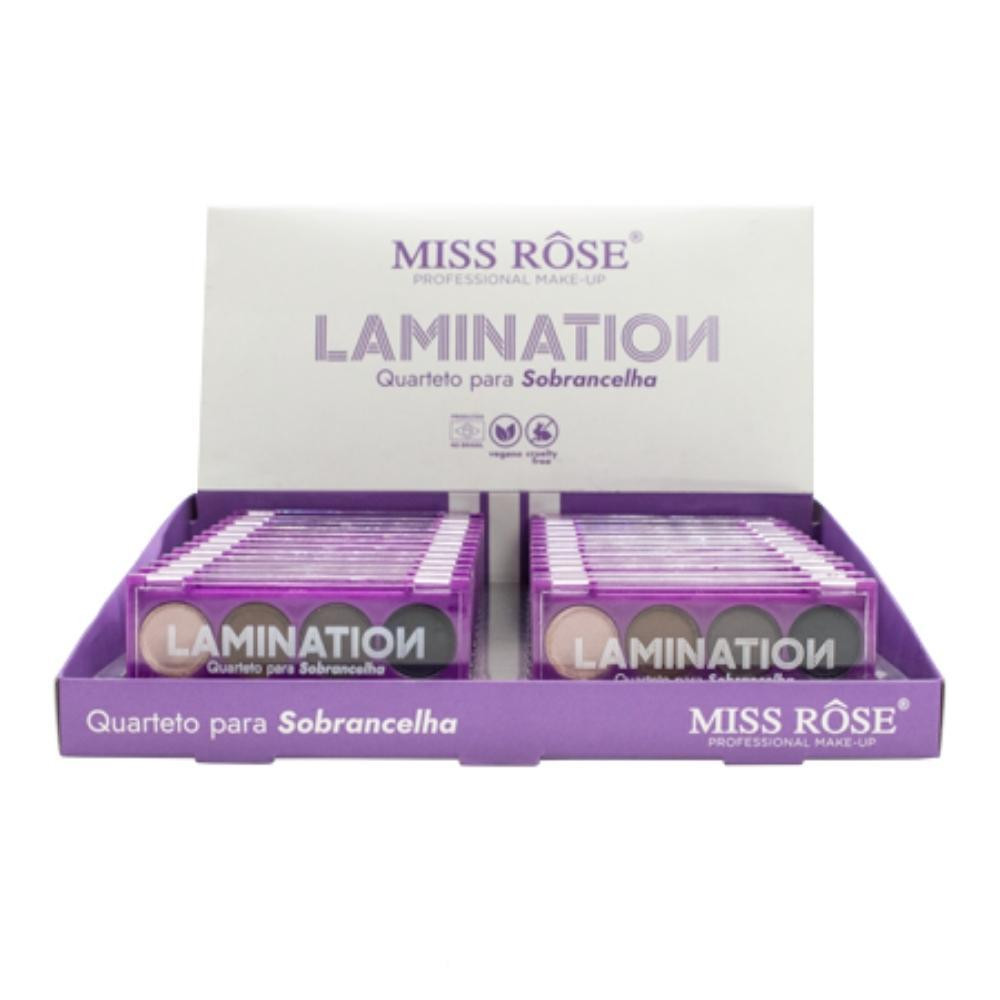 MISS RÔSE®
PROFESSIONAL MAKE-UP
LAMINATION
Quarteto para Sobrancelha
vegano cruelty
free
LAMINATION
Quarteto para Sobrancelha
LAMINATION
Quarteto para Sobrancelha
Quarteto para Sobrancelha
MISS RÔSE®
PROFESSIONAL MAKE-UP